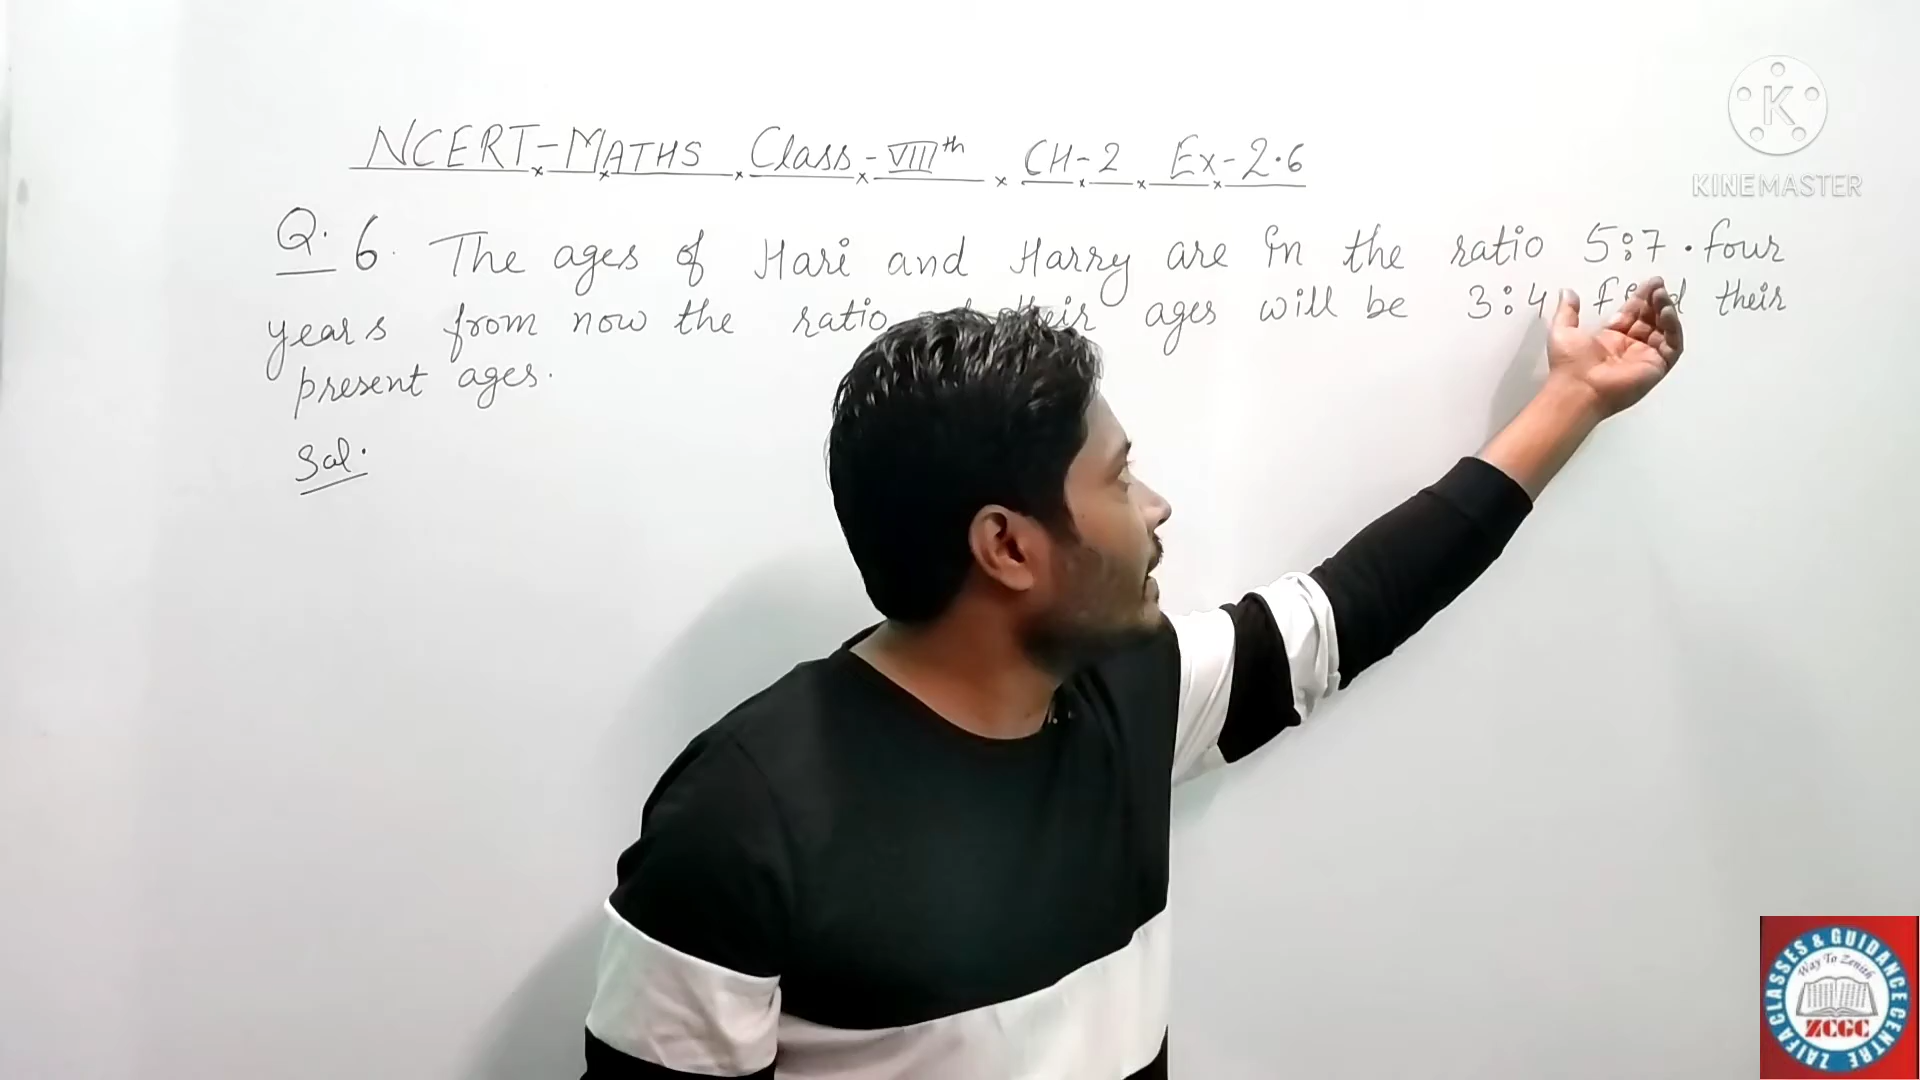 NCERT-MATHS Class-VIIIth CH-2 Ex-2.6
Q. 6. The ages of Hari and Harry are in the ratio 5:7. four
years from now the ratio their ages will be 3:4 their
present ages.
Sol.
K
KINEMASTER
ZAIFA CLASSES & GUIDANCE CENTRE
Way To Zenith
ZCGC